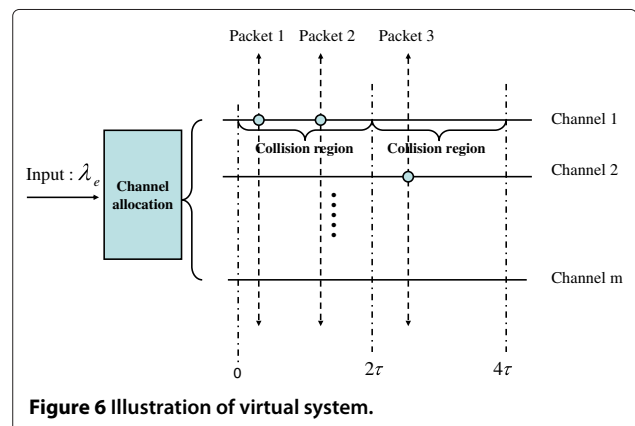 Packet 1 Packet 2 Packet 3
Channel 1
Collision region Collision region
Input : λe
Channel allocation
Channel 2
Channel m
0 2τ 4τ
Figure 6 Illustration of virtual system.